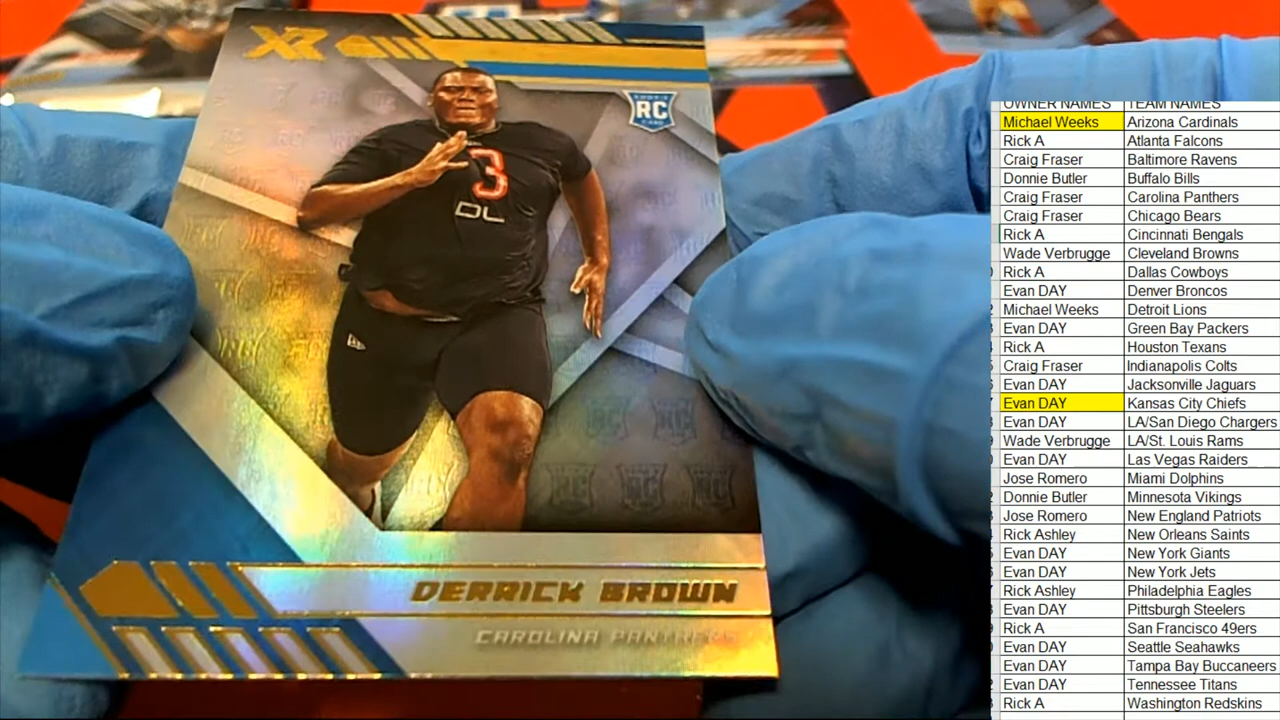 XR
ROOKIE
RC
CARD
3
DL
DERRICK BROWN
CAROLINA PANTHERS
OWNER NAMES TEAM NAMES
Michael Weeks Arizona Cardinals
Rick A Atlanta Falcons
Craig Fraser Baltimore Ravens
Donnie Butler Buffalo Bills
Craig Fraser Carolina Panthers
Craig Fraser Chicago Bears
Rick A Cincinnati Bengals
Wade Verbrugge Cleveland Browns
Rick A Dallas Cowboys
Evan DAY Denver Broncos
Michael Weeks Detroit Lions
Evan DAY Green Bay Packers
Rick A Houston Texans
Craig Fraser Indianapolis Colts
Evan DAY Jacksonville Jaguars
Evan DAY Kansas City Chiefs
Evan DAY LA/San Diego Chargers
Wade Verbrugge LA/St. Louis Rams
Evan DAY Las Vegas Raiders
Jose Romero Miami Dolphins
Donnie Butler Minnesota Vikings
Jose Romero New England Patriots
Rick Ashley New Orleans Saints
Evan DAY New York Giants
Evan DAY New York Jets
Rick Ashley Philadelphia Eagles
Evan DAY Pittsburgh Steelers
Rick A San Francisco 49ers
Evan DAY Seattle Seahawks
Evan DAY Tampa Bay Buccaneers
Evan DAY Tennessee Titans
Rick A Washington Redskins